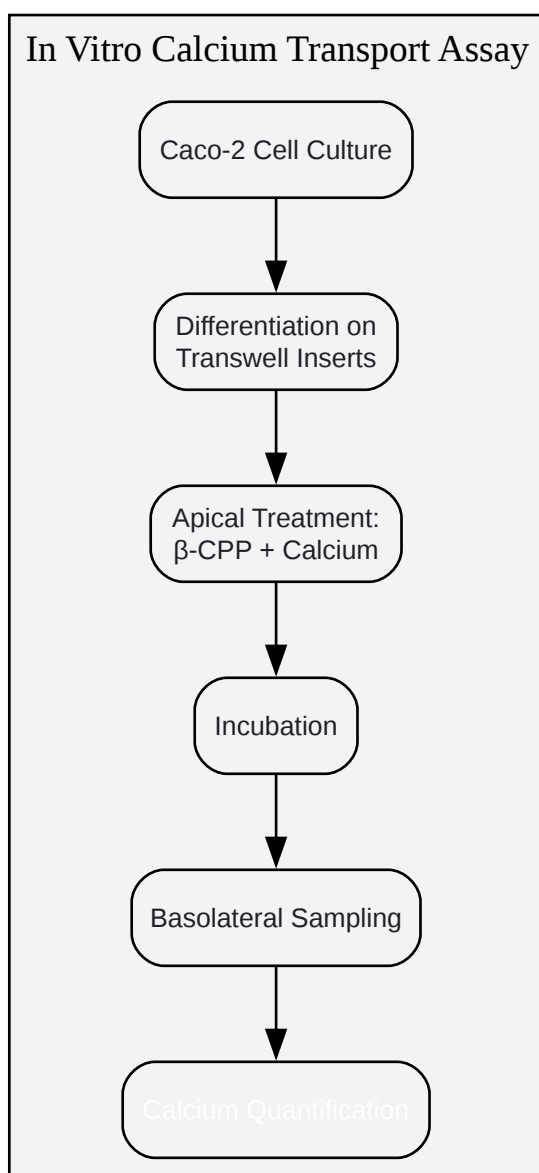 In Vitro Calcium Transport Assay
Caco-2 Cell Culture
Differentiation on
Transwell Inserts
Apical Treatment:
β-CPP + Calcium
Incubation
Basolateral Sampling
Calcium Quantification